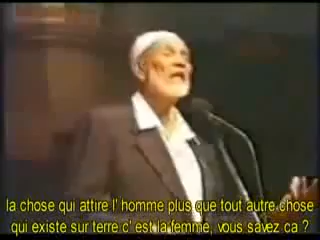 la chose qui attire l' homme plus que tout autre chose
qui existe sur terre c' est la femme, vous savez ca ?